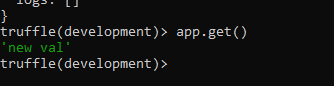 logs: []
}
truffle(development)> app.get()
'new val'
truffle(development)>